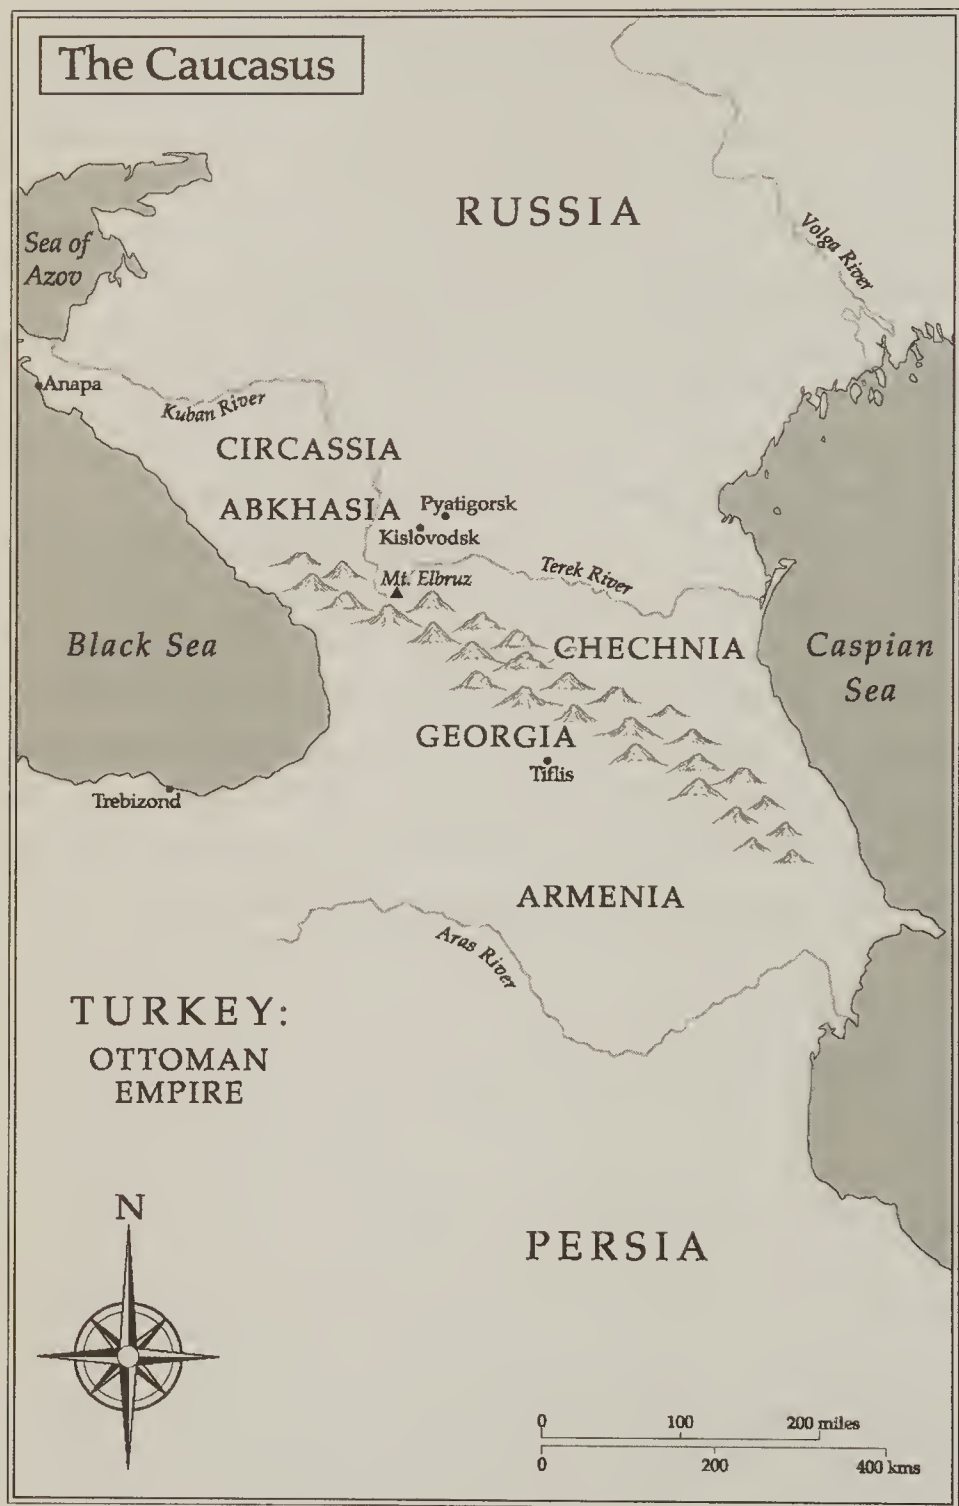 The Caucasus
RUSSIA
Volga River
Sea of
Azov
Anapa
Kuban River
CIRCASSIA
ABKHASIA
Pyatigorsk
Kislovodsk
Mt. Elbruz
Terek River
Black Sea
CHECHNIA
Caspian
Sea
GEORGIA
Tiflis
Trebizond
ARMENIA
Aras River
TURKEY:
OTTOMAN
EMPIRE
N
PERSIA
0 100 200 miles
0 200 400 kms